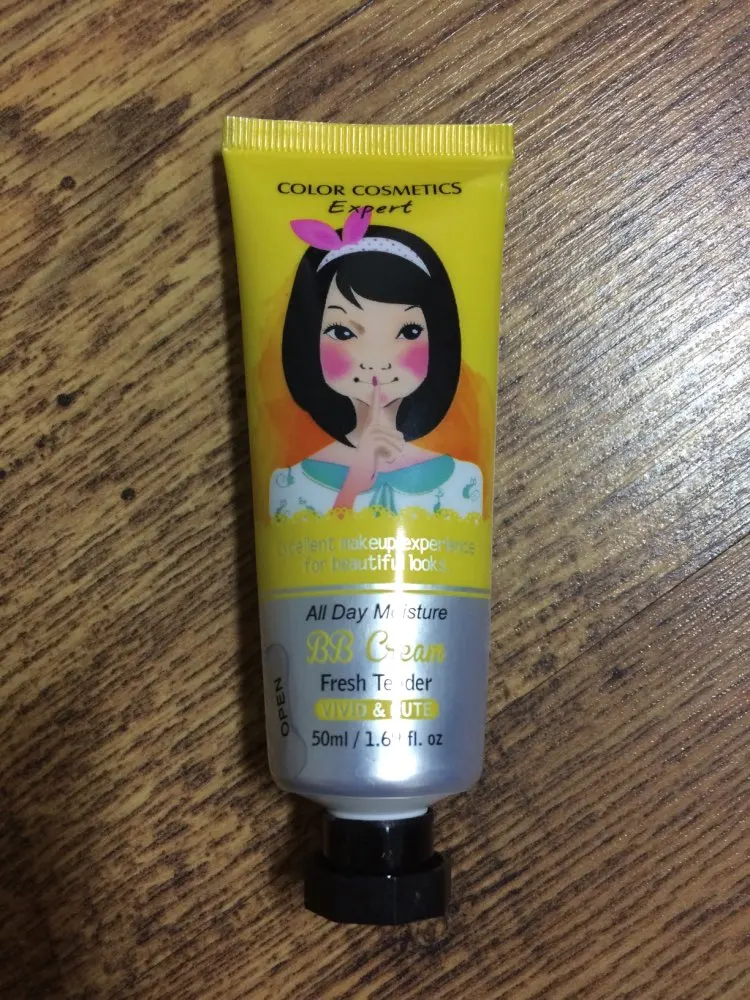 COLOR COSMETICS
Expert
Excellent makeup experience
for beautiful looks
All Day Moisture
BB Cream
Fresh Tender
VIVID & CUTE
50ml / 1.69 fl. oz
OPEN